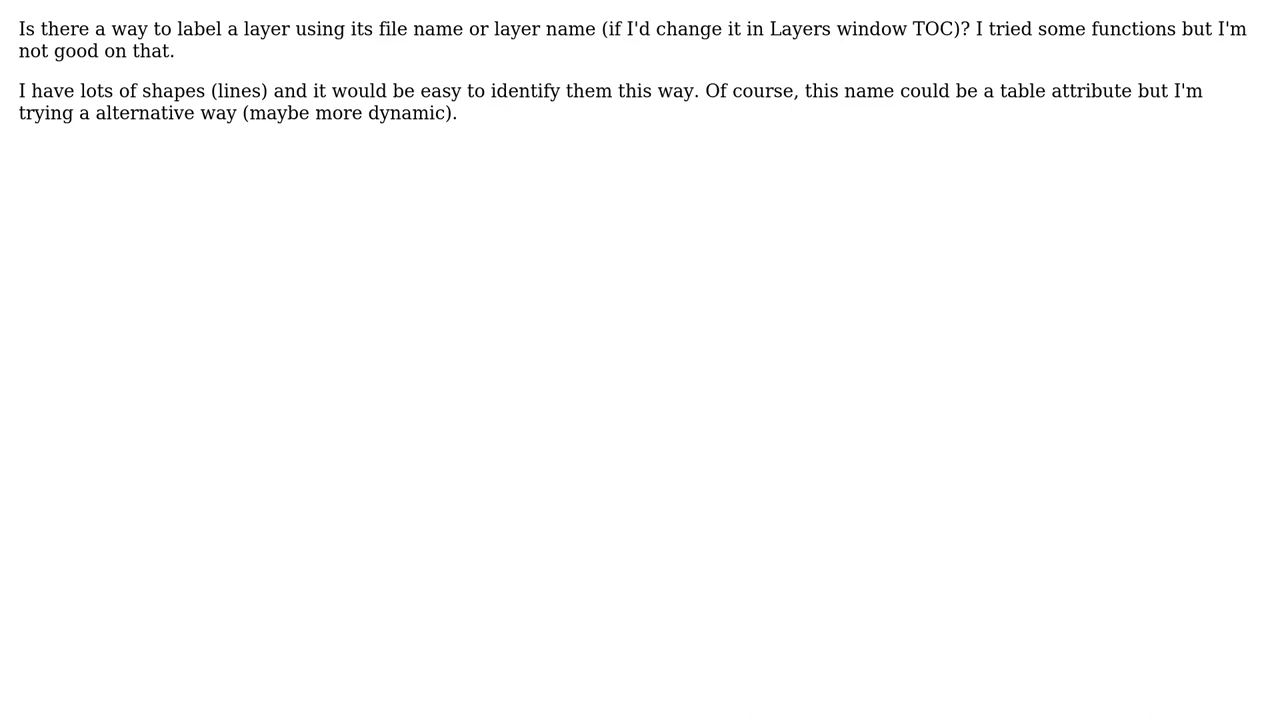 Is there a way to label a layer using its file name or layer name (if I'd change it in Layers window TOC)? I tried some functions but I'm
not good on that.
I have lots of shapes (lines) and it would be easy to identify them this way. Of course, this name could be a table attribute but I'm
trying a alternative way (maybe more dynamic).